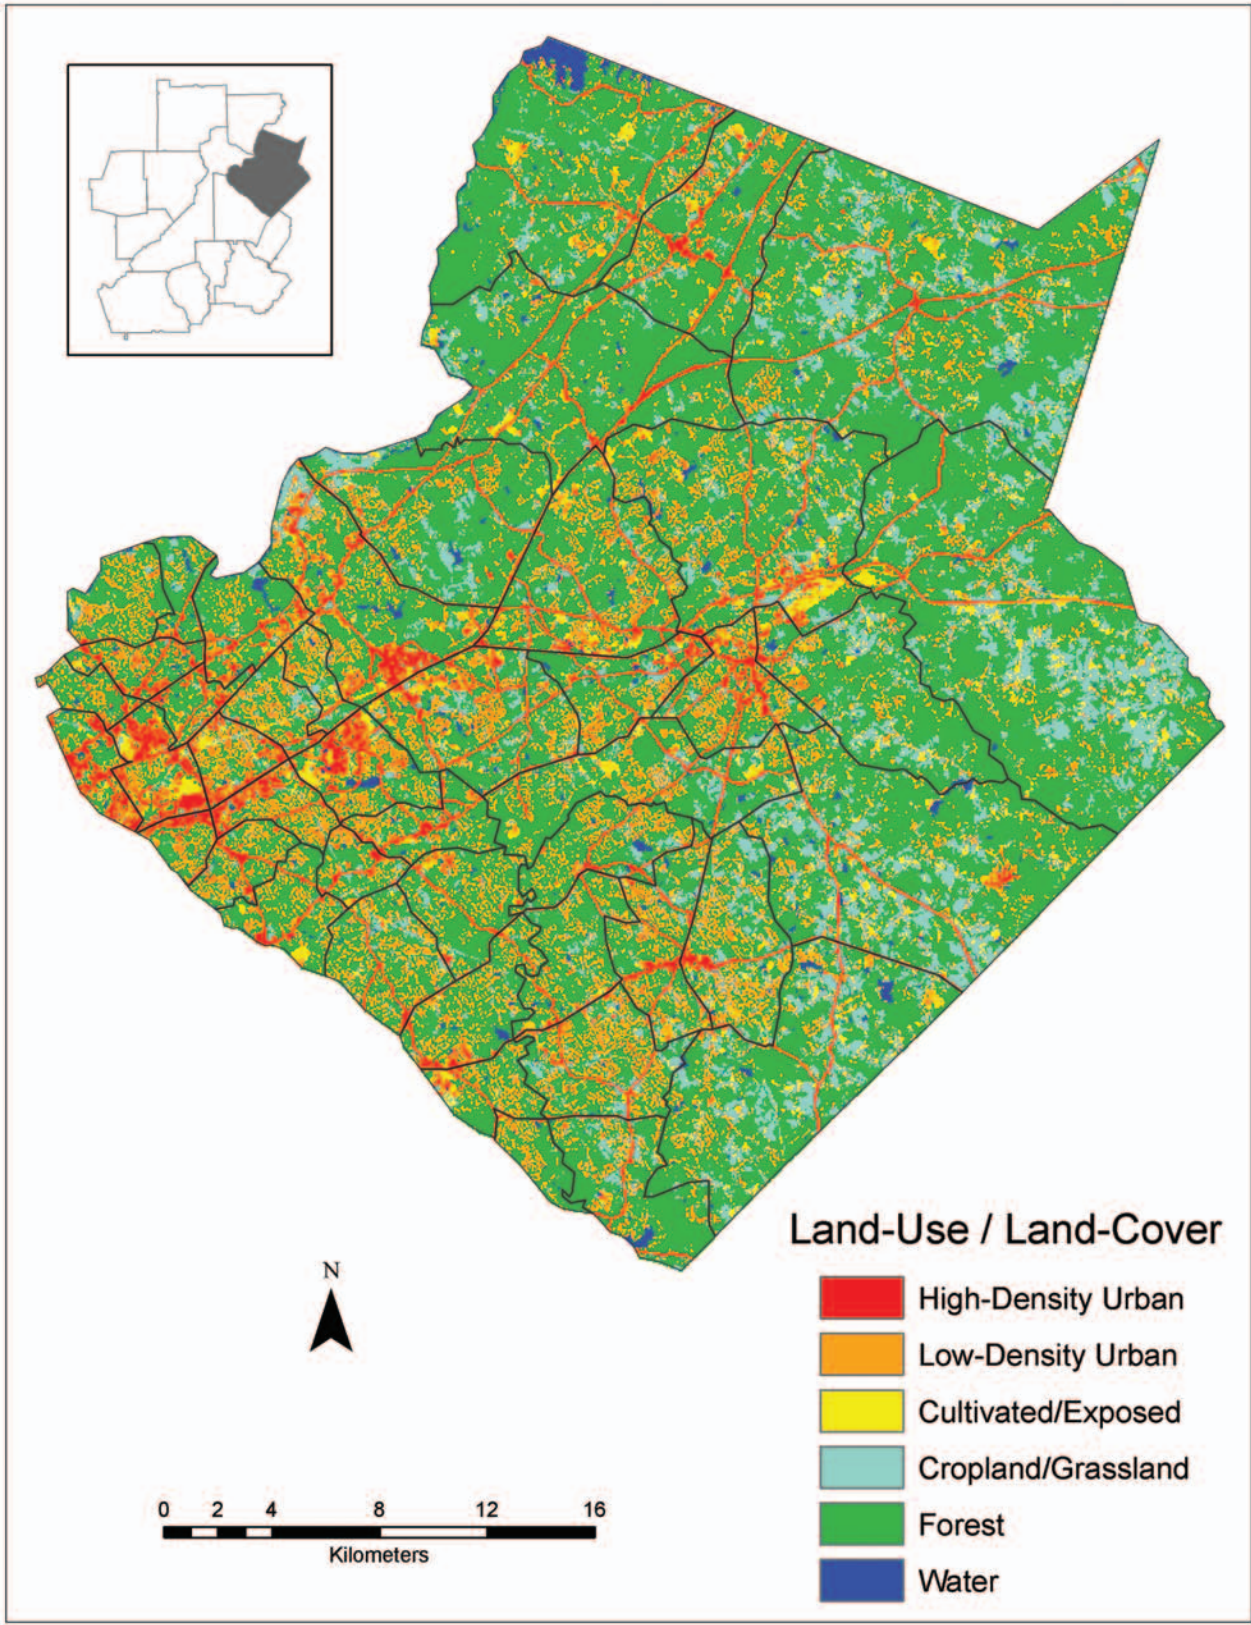 Land-Use / Land-Cover
High-Density Urban
Low-Density Urban
Cultivated/Exposed
Cropland/Grassland
Forest
Water
N
0 2 4 8 12 16
Kilometers